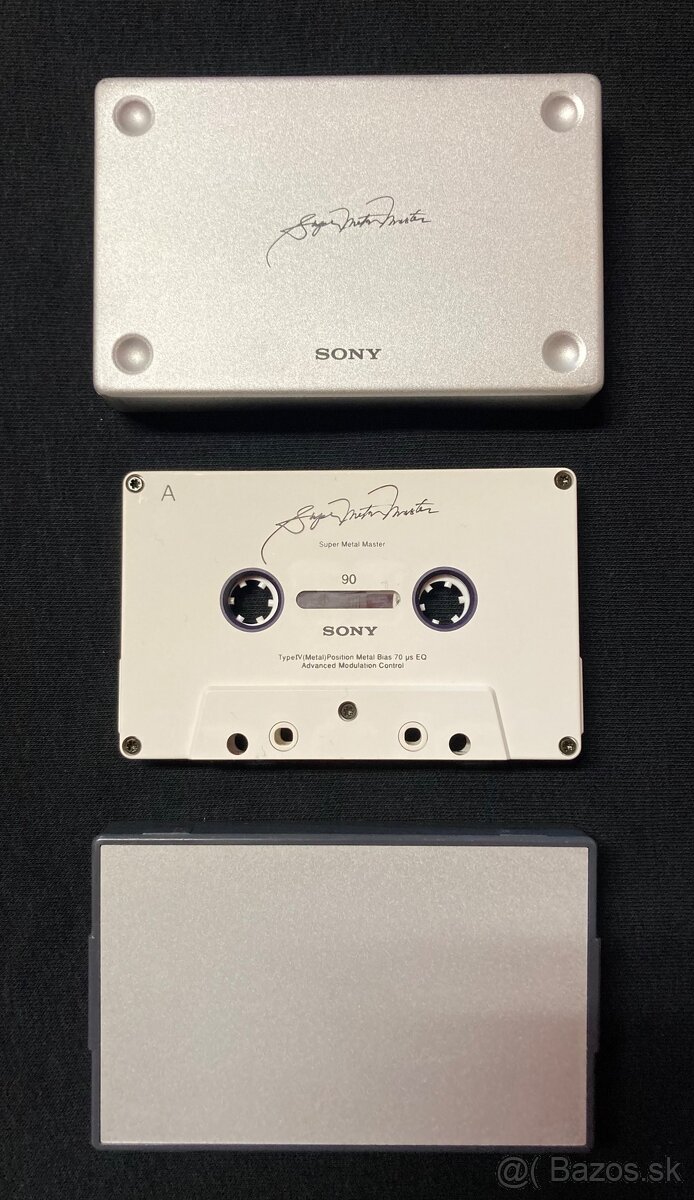 Super Metal Master
SONY
A
Super Metal Master
Super Metal Master
90
SONY
TypeIV(Metal)Position Metal Bias 70 µs EQ
Advanced Modulation Control
@( Bazos.sk